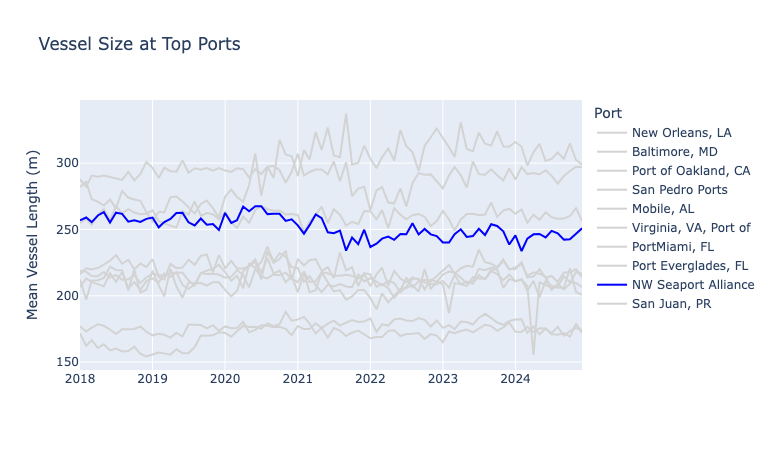 Vessel Size at Top Ports
Mean Vessel Length (m)
300
250
200
150
2018 2019 2020 2021 2022 2023 2024
Port
New Orleans, LA
Baltimore, MD
Port of Oakland, CA
San Pedro Ports
Mobile, AL
Virginia, VA, Port of
PortMiami, FL
Port Everglades, FL
NW Seaport Alliance
San Juan, PR